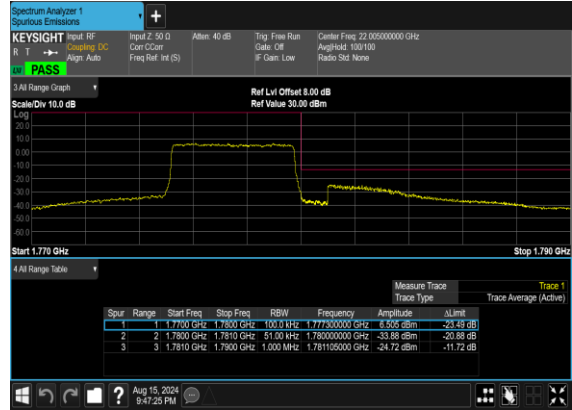 Spectrum Analyzer 1
Spurious Emissions
+
KEYSIGHT Input: RF Input Z: 50 Ω Atten: 40 dB Trig: Free Run Center Freq: 22.005000000 GHz
R T Coupling: DC Corr CCorr Gate: Off Avg|Hold: 100/100
Align: Auto Freq Ref: Int (S) IF Gain: Low Radio Std: None
PASS
3 All Range Graph
Ref Lvl Offset 8.00 dB
Scale/Div 10.0 dB Ref Value 30.00 dBm
Log
20.0
10.0
0.00
-10.0
-20.0
-30.0
-40.0
-50.0
-60.0
Start 1.770 GHz Stop 1.790 GHz
4 All Range Table
Measure Trace Trace 1
Trace Type Trace Average (Active)
Spur Range Start Freq Stop Freq RBW Frequency Amplitude ΔLimit
1 1 1.7700 GHz 1.7800 GHz 100.0 kHz 1.777300000 GHz 6.505 dBm -23.49 dB
2 2 1.7800 GHz 1.7810 GHz 51.00 kHz 1.780000000 GHz -33.88 dBm -20.88 dB
3 3 1.7810 GHz 1.7900 GHz 1.000 MHz 1.781105000 GHz -24.72 dBm -11.72 dB
? Aug 15, 2024
9:47:25 PM